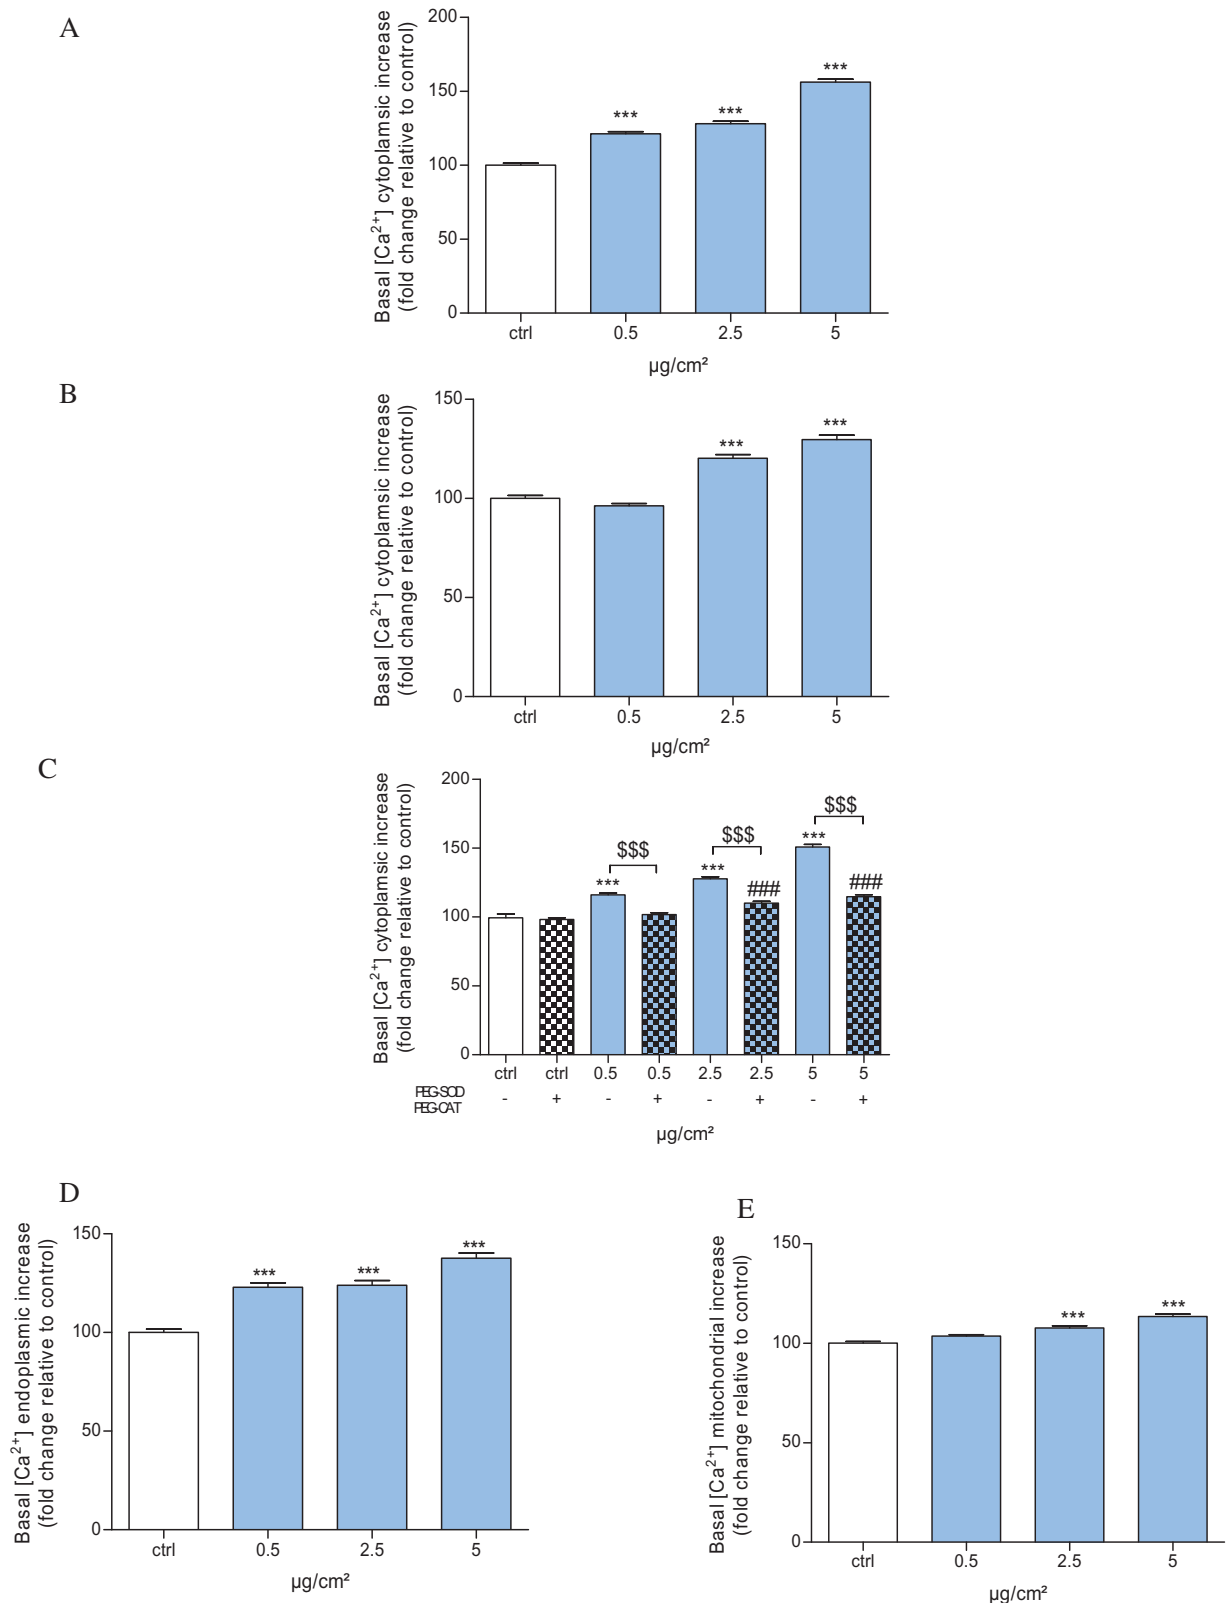 A
Basal [Ca²⁺] cytoplamsic increase
(fold change relative to control)
200
150
100
50
0
***
***
***
ctrl 0.5 2.5 5
µg/cm²
B
Basal [Ca²⁺] cytoplamsic increase
(fold change relative to control)
150
100
50
0
***
***
ctrl 0.5 2.5 5
µg/cm²
C
Basal [Ca²⁺] cytoplamsic increase
(fold change relative to control)
200
150
100
50
0
$$$
$$$
$$$
***
***
***
###
###
ctrl ctrl 0.5 0.5 2.5 2.5 5 5
PEG-SOD
PEG-CAT
- + - + - + - +
µg/cm²
D
Basal [Ca²⁺] endoplasmic increase
(fold change relative to control)
150
100
50
0
***
***
***
ctrl 0.5 2.5 5
µg/cm²
E
Basal [Ca²⁺] mitochondrial increase
(fold change relative to control)
150
100
50
0
***
***
ctrl 0.5 2.5 5
µg/cm²